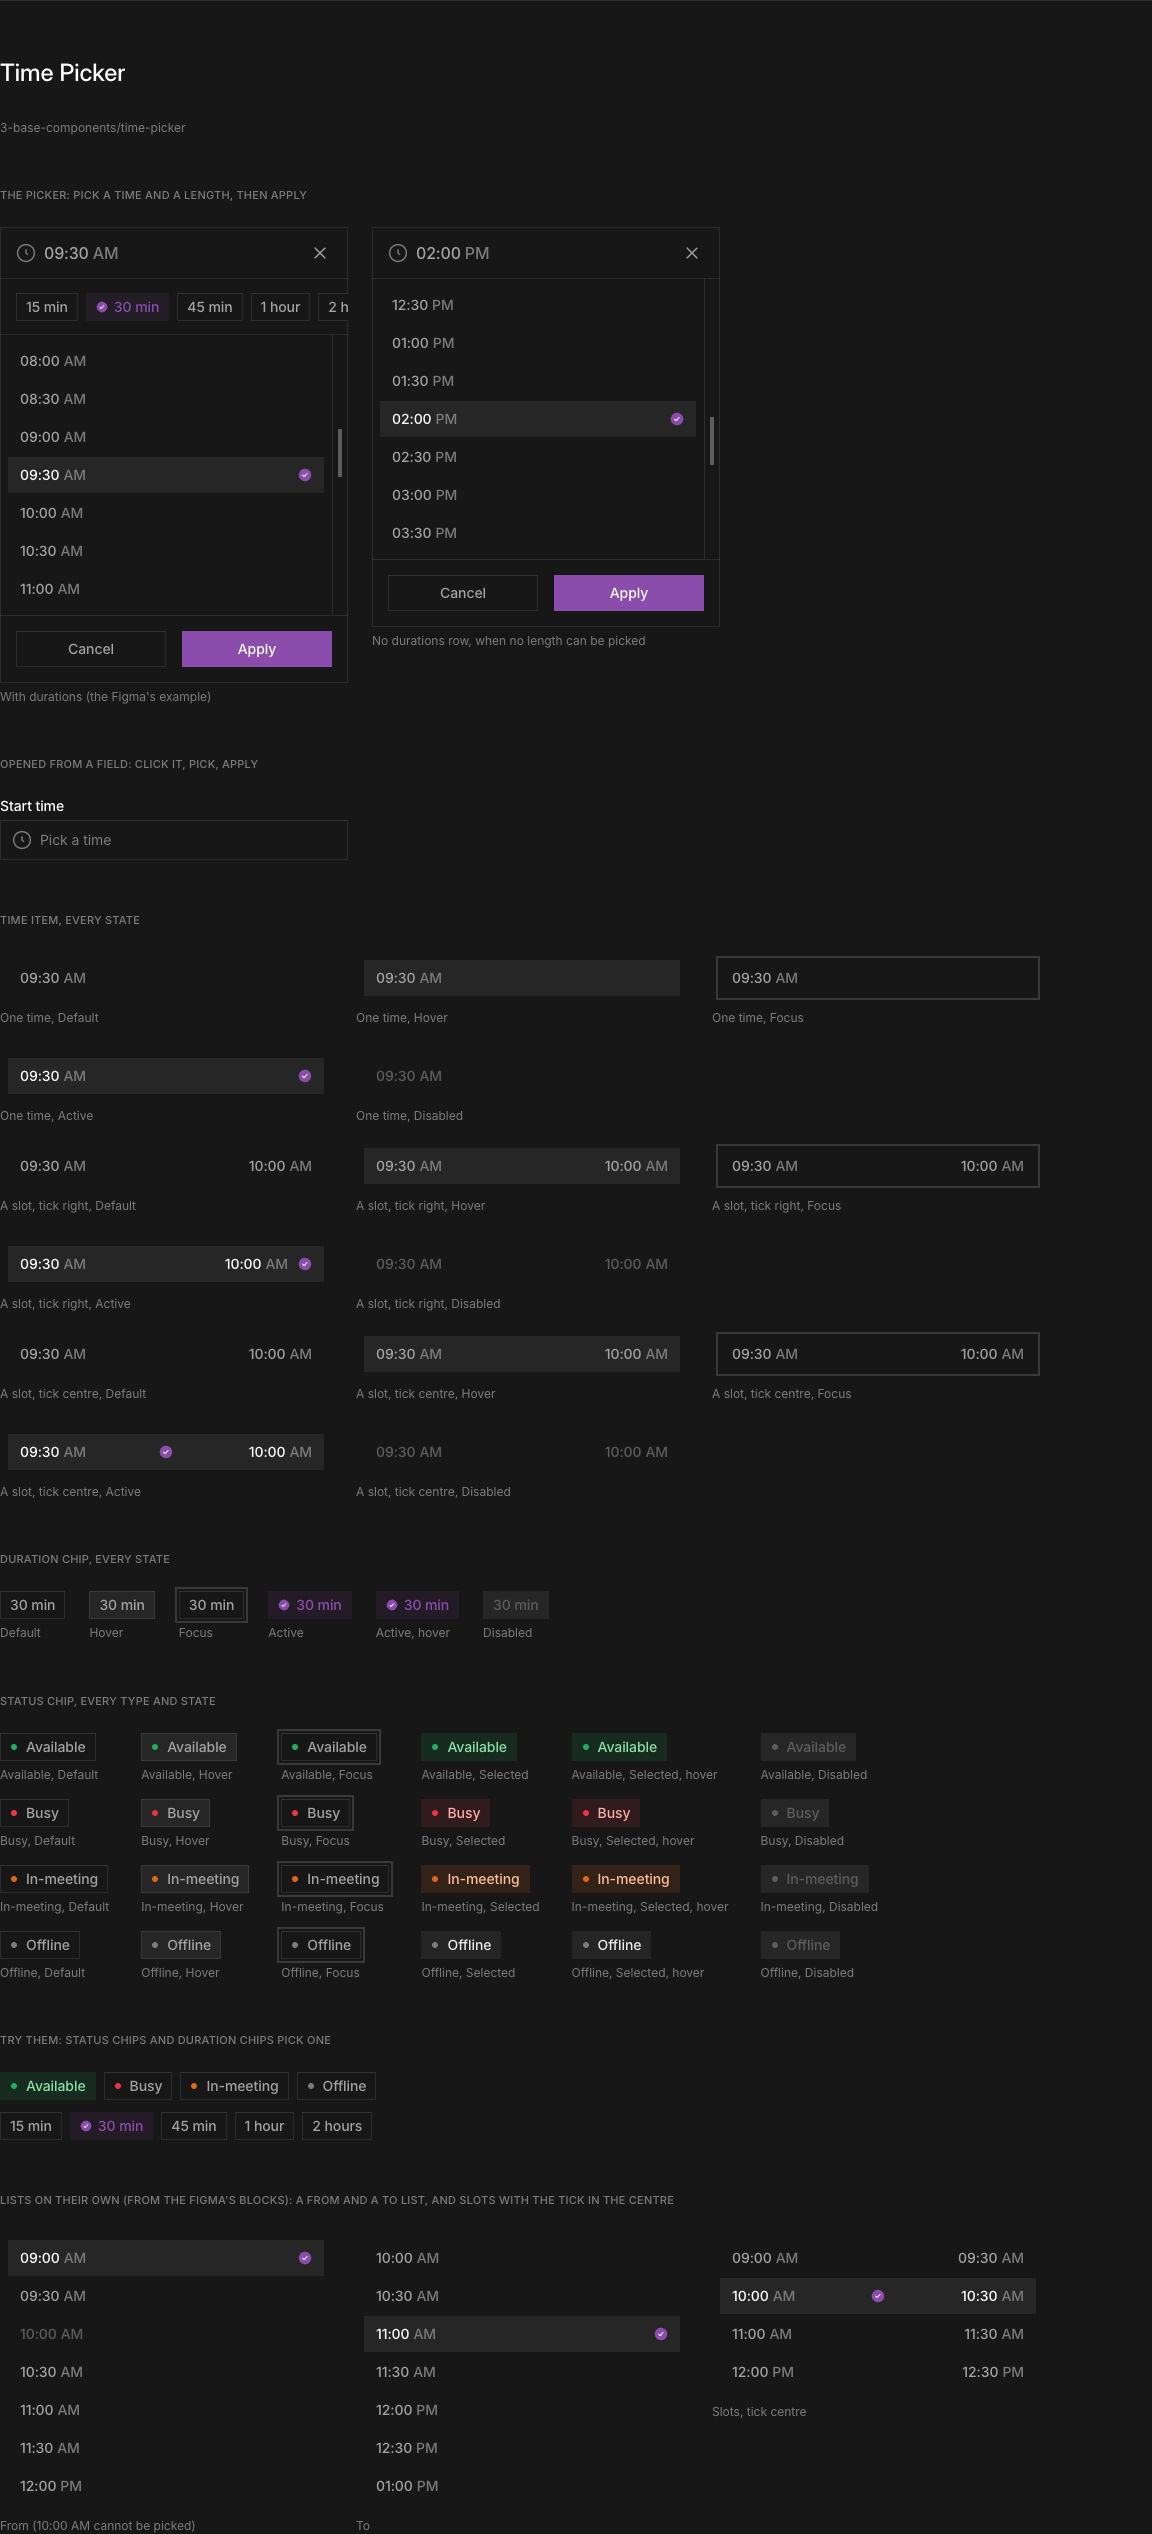 Time Picker
3-base-components/time-picker
THE PICKER: PICK A TIME AND A LENGTH, THEN APPLY
09:30 AM
15 min 30 min 45 min 1 hour 2 h
08:00 AM
08:30 AM
09:00 AM
09:30 AM
10:00 AM
10:30 AM
11:00 AM
Cancel Apply
With durations (the Figma's example)
02:00 PM
12:30 PM
01:00 PM
01:30 PM
02:00 PM
02:30 PM
03:00 PM
03:30 PM
Cancel Apply
No durations row, when no length can be picked
OPENED FROM A FIELD: CLICK IT, PICK, APPLY
Start time
Pick a time
TIME ITEM, EVERY STATE
09:30 AM 09:30 AM 09:30 AM
One time, Default One time, Hover One time, Focus
09:30 AM 09:30 AM
One time, Active One time, Disabled
09:30 AM 10:00 AM 09:30 AM 10:00 AM 09:30 AM 10:00 AM
A slot, tick right, Default A slot, tick right, Hover A slot, tick right, Focus
09:30 AM 10:00 AM 09:30 AM 10:00 AM
A slot, tick right, Active A slot, tick right, Disabled
09:30 AM 10:00 AM 09:30 AM 10:00 AM 09:30 AM 10:00 AM
A slot, tick centre, Default A slot, tick centre, Hover A slot, tick centre, Focus
09:30 AM 10:00 AM 09:30 AM 10:00 AM
A slot, tick centre, Active A slot, tick centre, Disabled
DURATION CHIP, EVERY STATE
30 min 30 min 30 min 30 min 30 min 30 min
Default Hover Focus Active Active, hover Disabled
STATUS CHIP, EVERY TYPE AND STATE
Available Available Available Available Available Available
Available, Default Available, Hover Available, Focus Available, Selected Available, Selected, hover Available, Disabled
Busy Busy Busy Busy Busy Busy
Busy, Default Busy, Hover Busy, Focus Busy, Selected Busy, Selected, hover Busy, Disabled
In-meeting In-meeting In-meeting In-meeting In-meeting In-meeting
In-meeting, Default In-meeting, Hover In-meeting, Focus In-meeting, Selected In-meeting, Selected, hover In-meeting, Disabled
Offline Offline Offline Offline Offline Offline
Offline, Default Offline, Hover Offline, Focus Offline, Selected Offline, Selected, hover Offline, Disabled
TRY THEM: STATUS CHIPS AND DURATION CHIPS PICK ONE
Available Busy In-meeting Offline
15 min 30 min 45 min 1 hour 2 hours
LISTS ON THEIR OWN (FROM THE FIGMA'S BLOCKS): A FROM AND A TO LIST, AND SLOTS WITH THE TICK IN THE CENTRE
09:00 AM
09:30 AM
10:00 AM
10:30 AM
11:00 AM
11:30 AM
12:00 PM
From (10:00 AM cannot be picked)
10:00 AM
10:30 AM
11:00 AM
11:30 AM
12:00 PM
12:30 PM
01:00 PM
To
09:00 AM 09:30 AM
10:00 AM 10:30 AM
11:00 AM 11:30 AM
12:00 PM 12:30 PM
Slots, tick centre